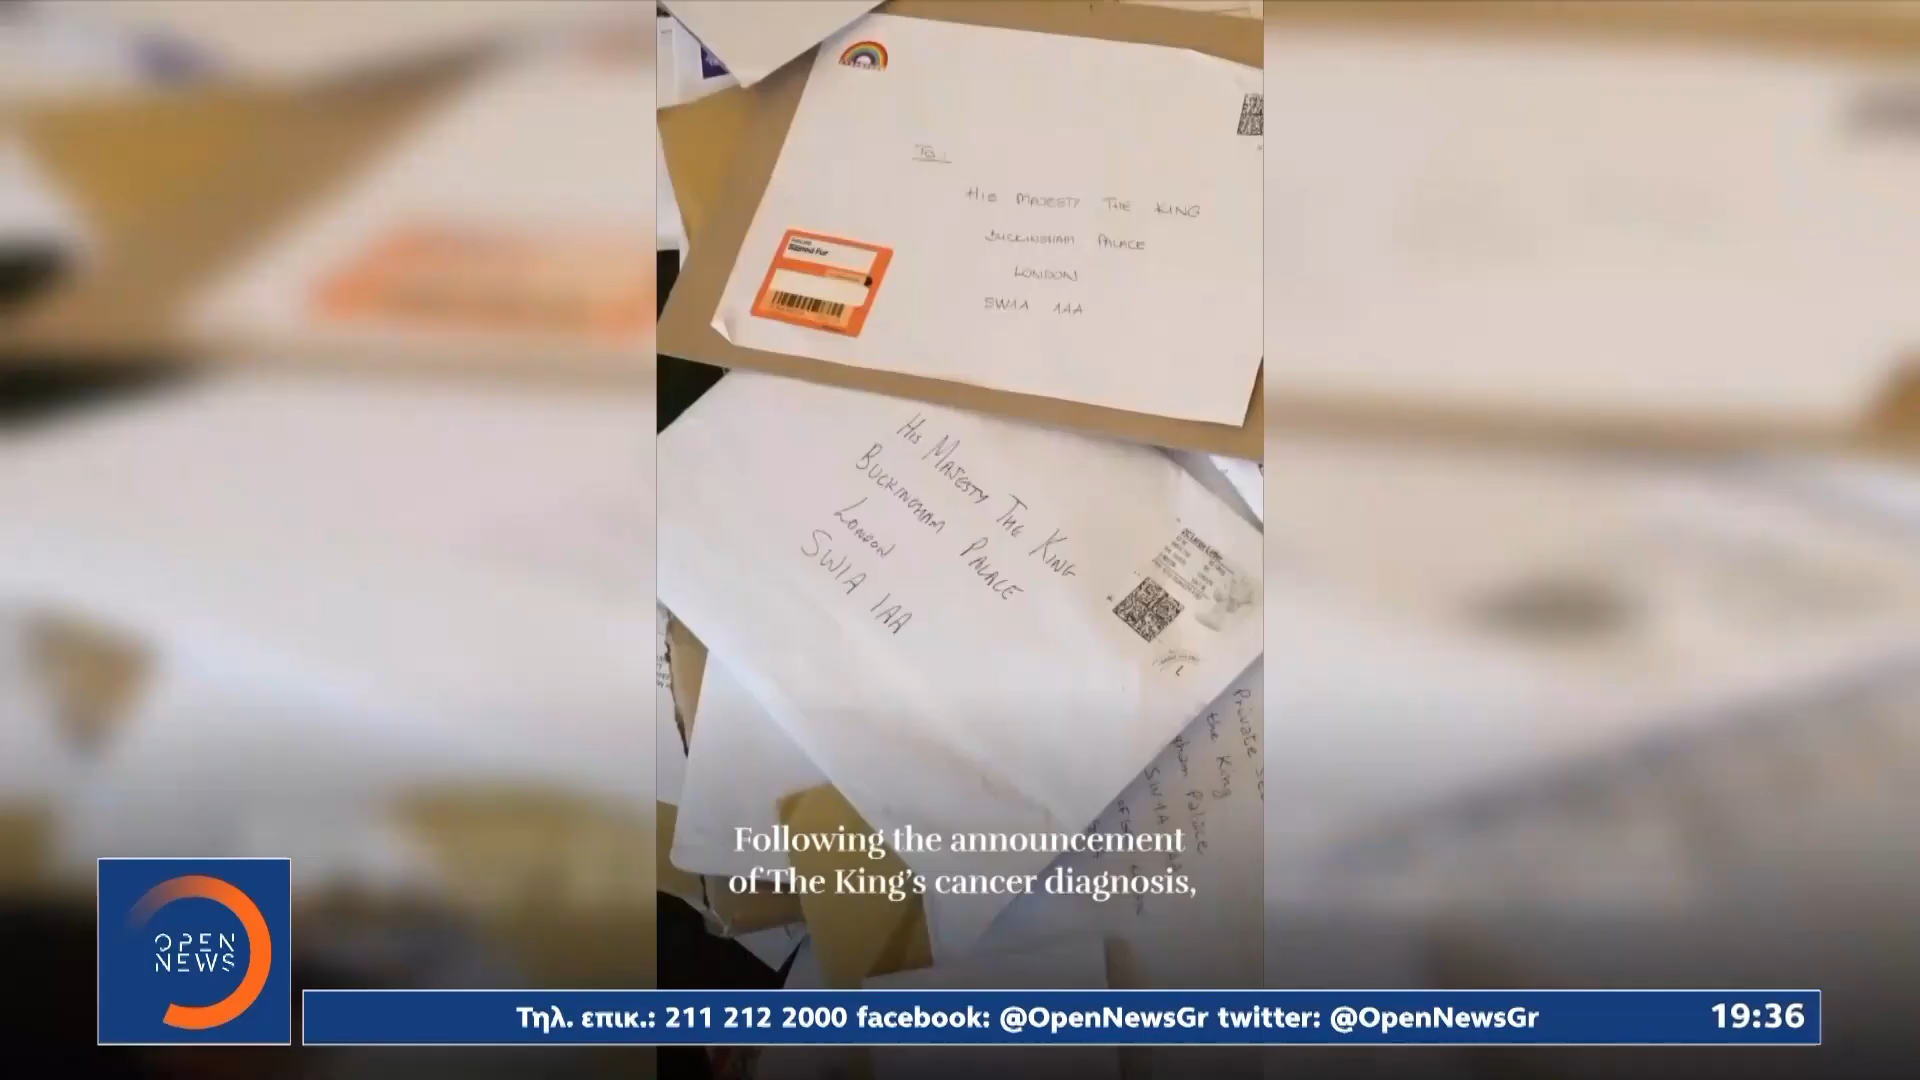 TO:
HIS MAJESTY THE KING
BUCKINGHAM PALACE
LONDON
SW1A 1AA
Signed For
HIS MAJESTY THE KING
BUCKINGHAM PALACE
LONDON
SW1A 1AA
Private
the King
Palace
SW1A
Following the announcement
of The King's cancer diagnosis,
OPEN
NEWS
Τηλ. επικ.: 211 212 2000 facebook: @OpenNewsGr twitter: @OpenNewsGr
19:36